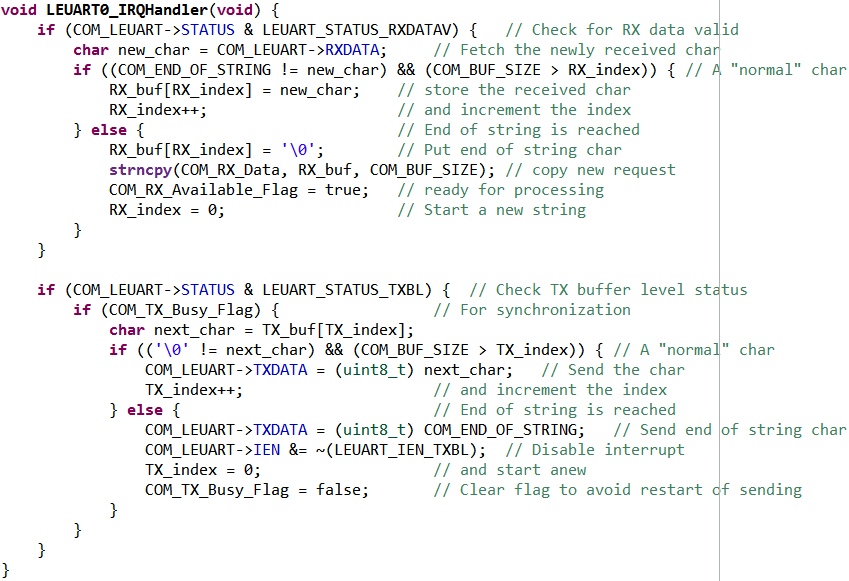 void LEUART0_IRQHandler(void) {
    if (COM_LEUART->STATUS & LEUART_STATUS_RXDATAV) {   // Check for RX data valid
        char new_char = COM_LEUART->RXDATA;     // Fetch the newly received char
        if ((COM_END_OF_STRING != new_char) && (COM_BUF_SIZE > RX_index)) { // A "normal" char
            RX_buf[RX_index] = new_char;    // store the received char
            RX_index++;                     // and increment the index
        } else {                            // End of string is reached
            RX_buf[RX_index] = '\0';        // Put end of string char
            strncpy(COM_RX_Data, RX_buf, COM_BUF_SIZE); // copy new request
            COM_RX_Available_Flag = true;   // ready for processing
            RX_index = 0;                   // Start a new string
        }
    }

    if (COM_LEUART->STATUS & LEUART_STATUS_TXBL) {  // Check TX buffer level status
        if (COM_TX_Busy_Flag) {                 // For synchronization
            char next_char = TX_buf[TX_index];
            if (('\0' != next_char) && (COM_BUF_SIZE > TX_index)) { // A "normal" char
                COM_LEUART->TXDATA = (uint8_t) next_char;   // Send the char
                TX_index++;                     // and increment the index
            } else {                            // End of string is reached
                COM_LEUART->TXDATA = (uint8_t) COM_END_OF_STRING;   // Send end of string char
                COM_LEUART->IEN &= ~(LEUART_IEN_TXBL);  // Disable interrupt
                TX_index = 0;                   // and start anew
                COM_TX_Busy_Flag = false;       // Clear flag to avoid restart of sending
            }
        }
    }
}